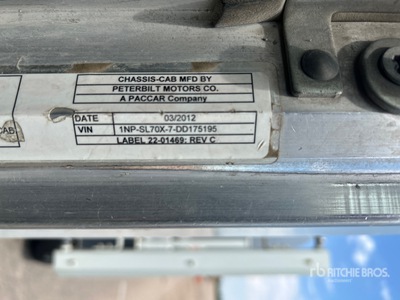 CHASSIS-CAB MFD BY
PETERBILT MOTORS CO.
A PACCAR Company
CAB
DATE 03/2012
VIN 1NP-SL70X-7-DD175195
LABEL 22-01469; REV C
RITCHIE BROS.